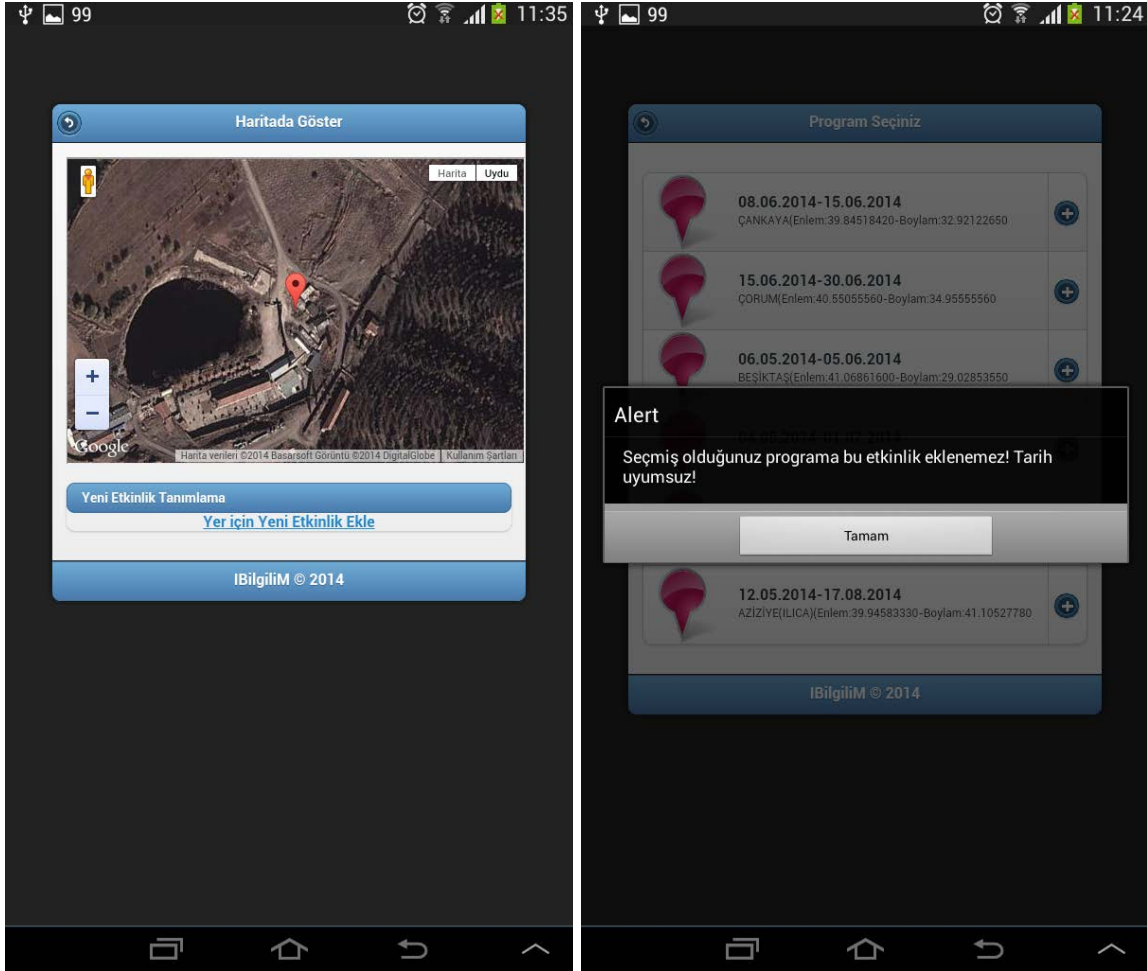 99
11:35
Haritada Göster
Harita
Uydu
+
−
Google
Harita verileri ©2014 Basarsoft Görüntü ©2014 DigitalGlobe
Kullanım Şartları
Yeni Etkinlik Tanımlama
Yer için Yeni Etkinlik Ekle
IBilgiliM © 2014
99
11:24
Program Seçiniz
08.06.2014-15.06.2014
ÇANKAYA(Enlem:39.84518420-Boylam:32.92122650
15.06.2014-30.06.2014
ÇORUM(Enlem:40.55055560-Boylam:34.95555560
06.05.2014-05.06.2014
BEŞİKTAŞ(Enlem:41.06861600-Boylam:29.02853550
Alert
Seçmiş olduğunuz programa bu etkinlik eklenemez! Tarih
uyumsuz!
Tamam
12.05.2014-17.08.2014
AZİZİYE(ILICA)(Enlem:39.94583330-Boylam:41.10527780
IBilgiliM © 2014